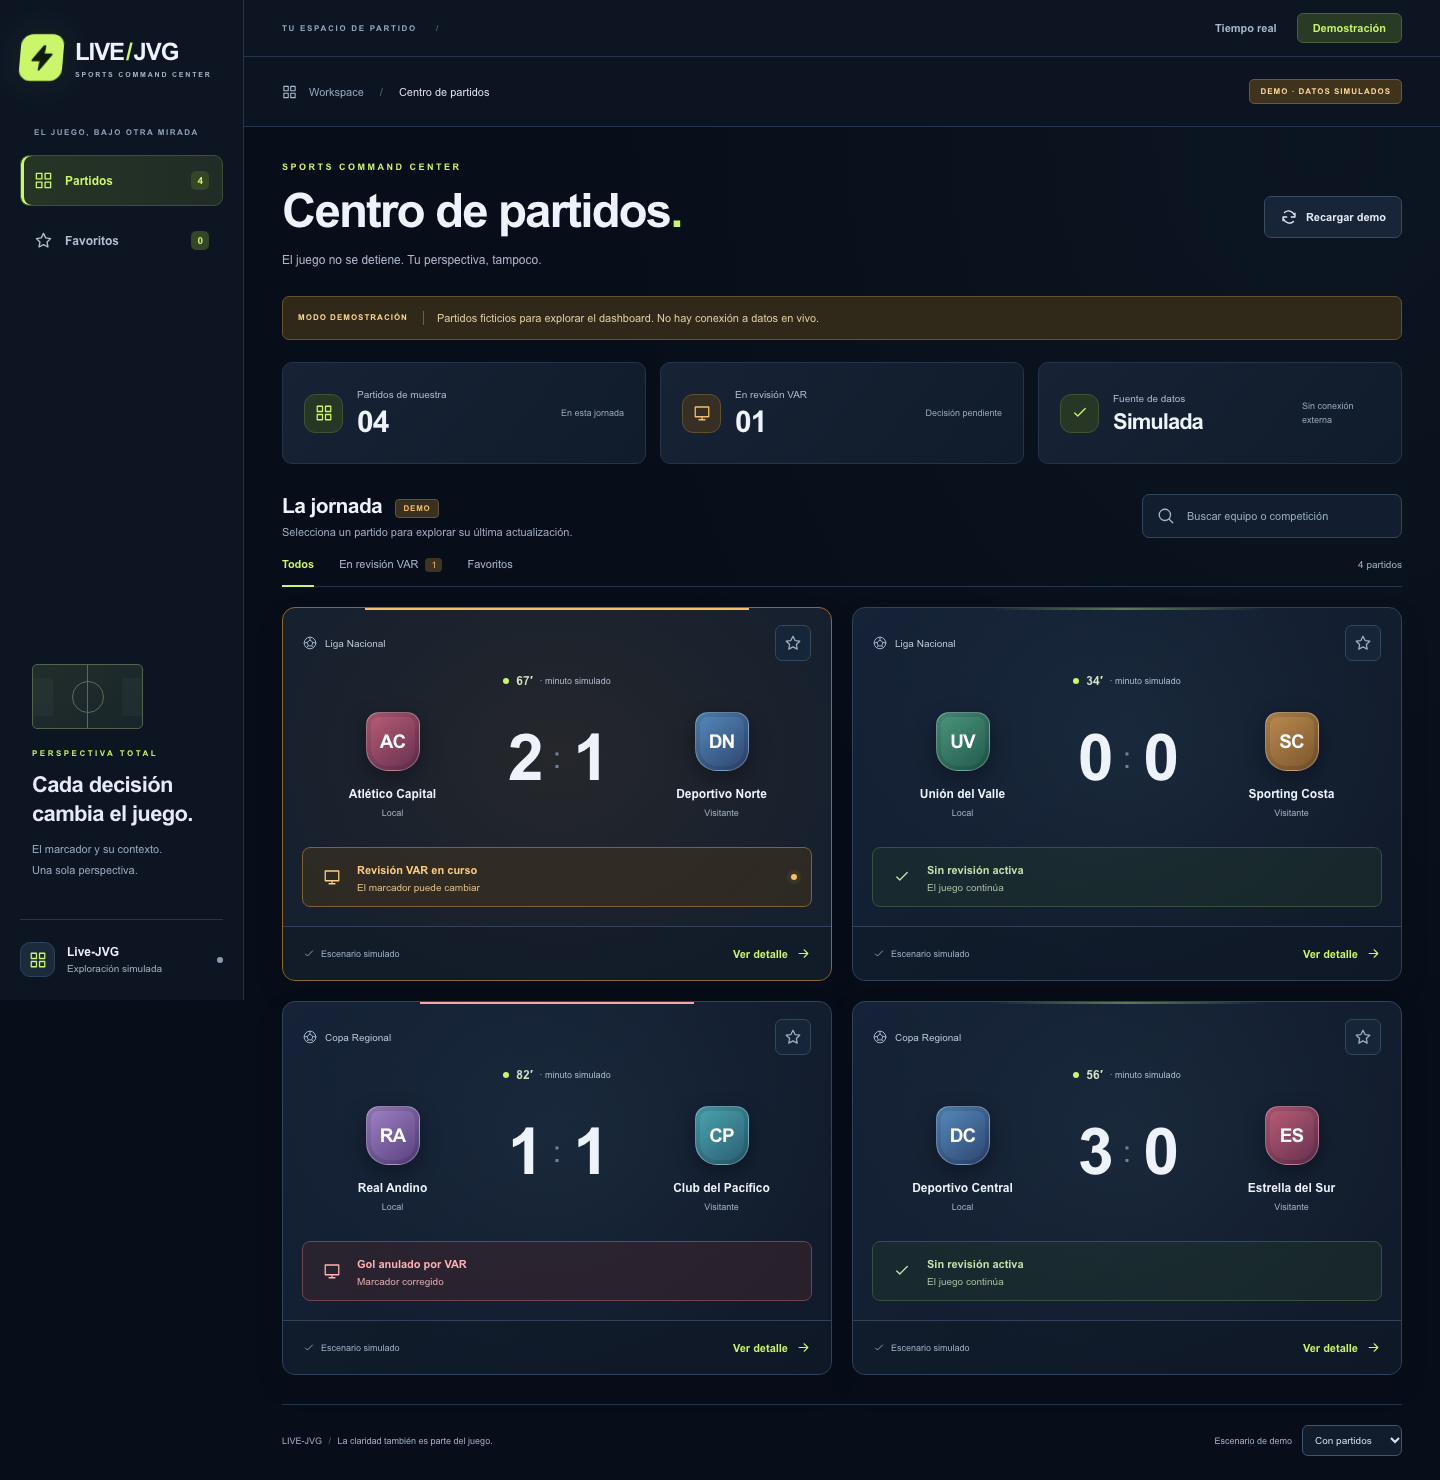 LIVE/JVG
SPORTS COMMAND CENTER
EL JUEGO, BAJO OTRA MIRADA
Partidos 4
Favoritos 0
PERSPECTIVA TOTAL
Cada decisión
cambia el juego.
El marcador y su contexto.
Una sola perspectiva.
Live-JVG
Exploración simulada
TU ESPACIO DE PARTIDO /
Tiempo real Demostración
Workspace / Centro de partidos
DEMO · DATOS SIMULADOS
SPORTS COMMAND CENTER
Centro de partidos.
El juego no se detiene. Tu perspectiva, tampoco.
Recargar demo
MODO DEMOSTRACIÓN Partidos ficticios para explorar el dashboard. No hay conexión a datos en vivo.
Partidos de muestra
04
En esta jornada
En revisión VAR
01
Decisión pendiente
Fuente de datos
Simulada
Sin conexión
externa
La jornada DEMO
Selecciona un partido para explorar su última actualización.
Buscar equipo o competición
Todos En revisión VAR 1 Favoritos
4 partidos
Liga Nacional
67′ · minuto simulado
AC 2 : 1 DN
Atlético Capital Deportivo Norte
Local Visitante
Revisión VAR en curso
El marcador puede cambiar
Escenario simulado Ver detalle
Liga Nacional
34′ · minuto simulado
UV 0 : 0 SC
Unión del Valle Sporting Costa
Local Visitante
Sin revisión activa
El juego continúa
Escenario simulado Ver detalle
Copa Regional
82′ · minuto simulado
RA 1 : 1 CP
Real Andino Club del Pacífico
Local Visitante
Gol anulado por VAR
Marcador corregido
Escenario simulado Ver detalle
Copa Regional
56′ · minuto simulado
DC 3 : 0 ES
Deportivo Central Estrella del Sur
Local Visitante
Sin revisión activa
El juego continúa
Escenario simulado Ver detalle
LIVE-JVG / La claridad también es parte del juego.
Escenario de demo Con partidos